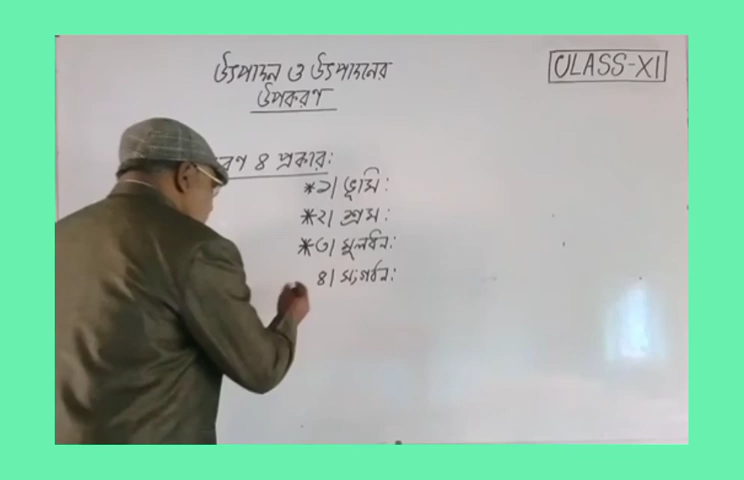 উৎপাদন ও উৎপাদনের
উপকরণ
CLASS-XI
৪ প্রকার:
*১| ভূমি:
*২| শ্রম:
*৩| মূলধন:
৪| সংগঠন: